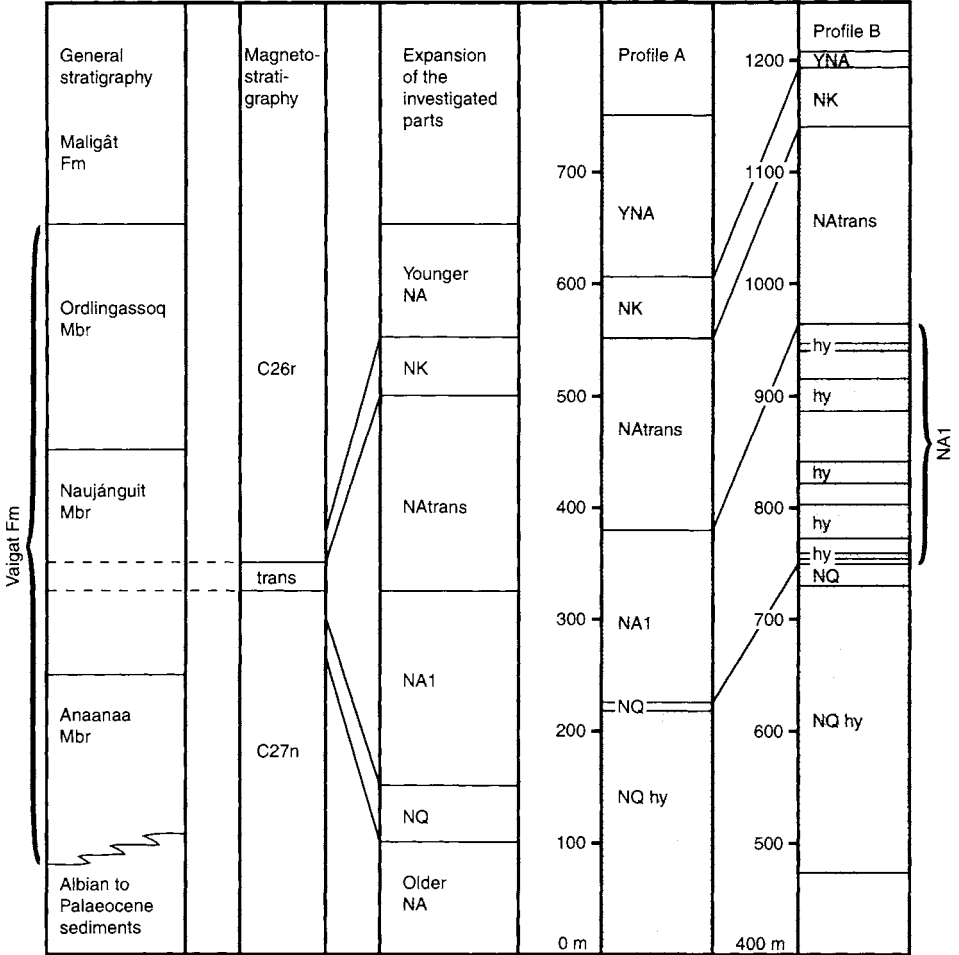 General
stratigraphy
Maligât
Fm
Vaigat Fm
Ordlingassoq
Mbr
Naujánguit
Mbr
Anaanaa
Mbr
Albian to
Palaeocene
sediments
Magneto-
strati-
graphy
C26r
trans
C27n
Expansion
of the
investigated
parts
Younger
NA
NK
NAtrans
NA1
NQ
Older
NA
700
600
500
400
300
200
100
0 m
Profile A
YNA
NK
NAtrans
NA1
NQ
NQ hy
1200
1100
1000
900
800
700
600
500
400 m
Profile B
YNA
NK
NAtrans
hy
hy
hy
hy
hy
NQ
NQ hy
NA1